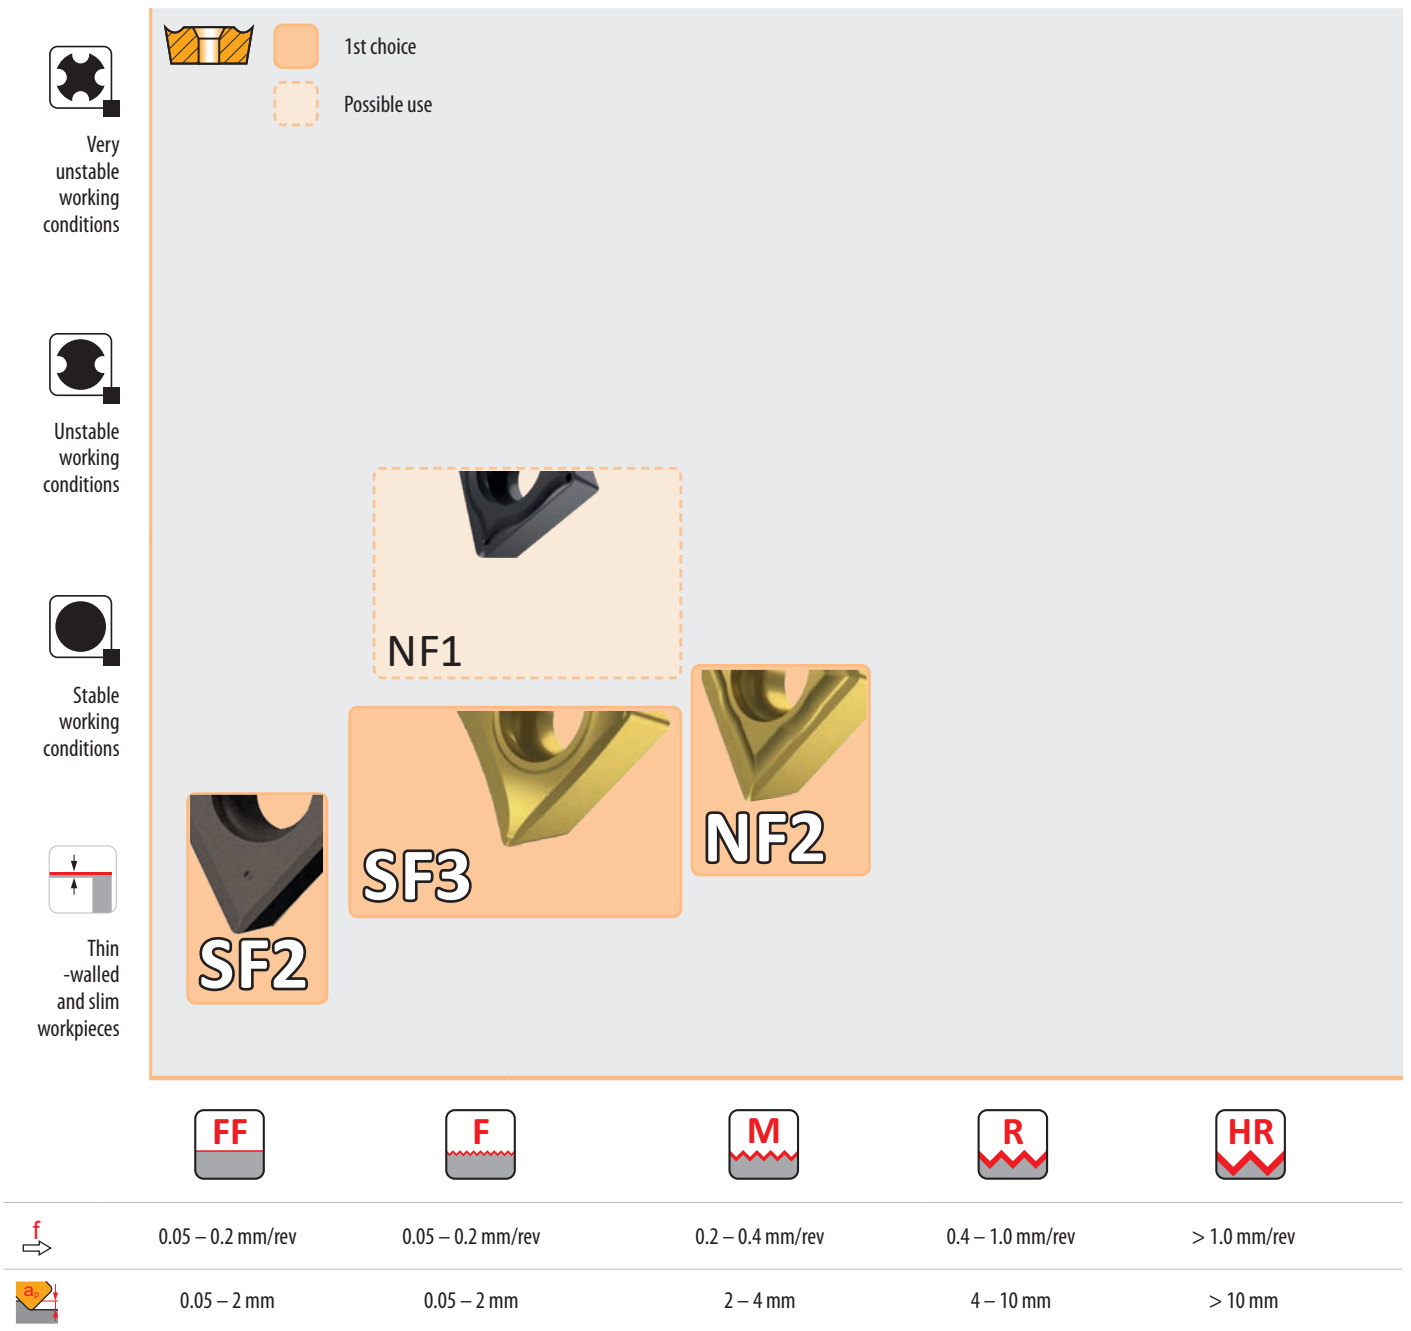 1st choice
Possible use
Very
unstable
working
conditions
Unstable
working
conditions
NF1
Stable
working
conditions
SF3
NF2
SF2
Thin
-walled
and slim
workpieces
FF F M R HR
f 0.05 – 0.2 mm/rev 0.05 – 0.2 mm/rev 0.2 – 0.4 mm/rev 0.4 – 1.0 mm/rev > 1.0 mm/rev
ap 0.05 – 2 mm 0.05 – 2 mm 2 – 4 mm 4 – 10 mm > 10 mm